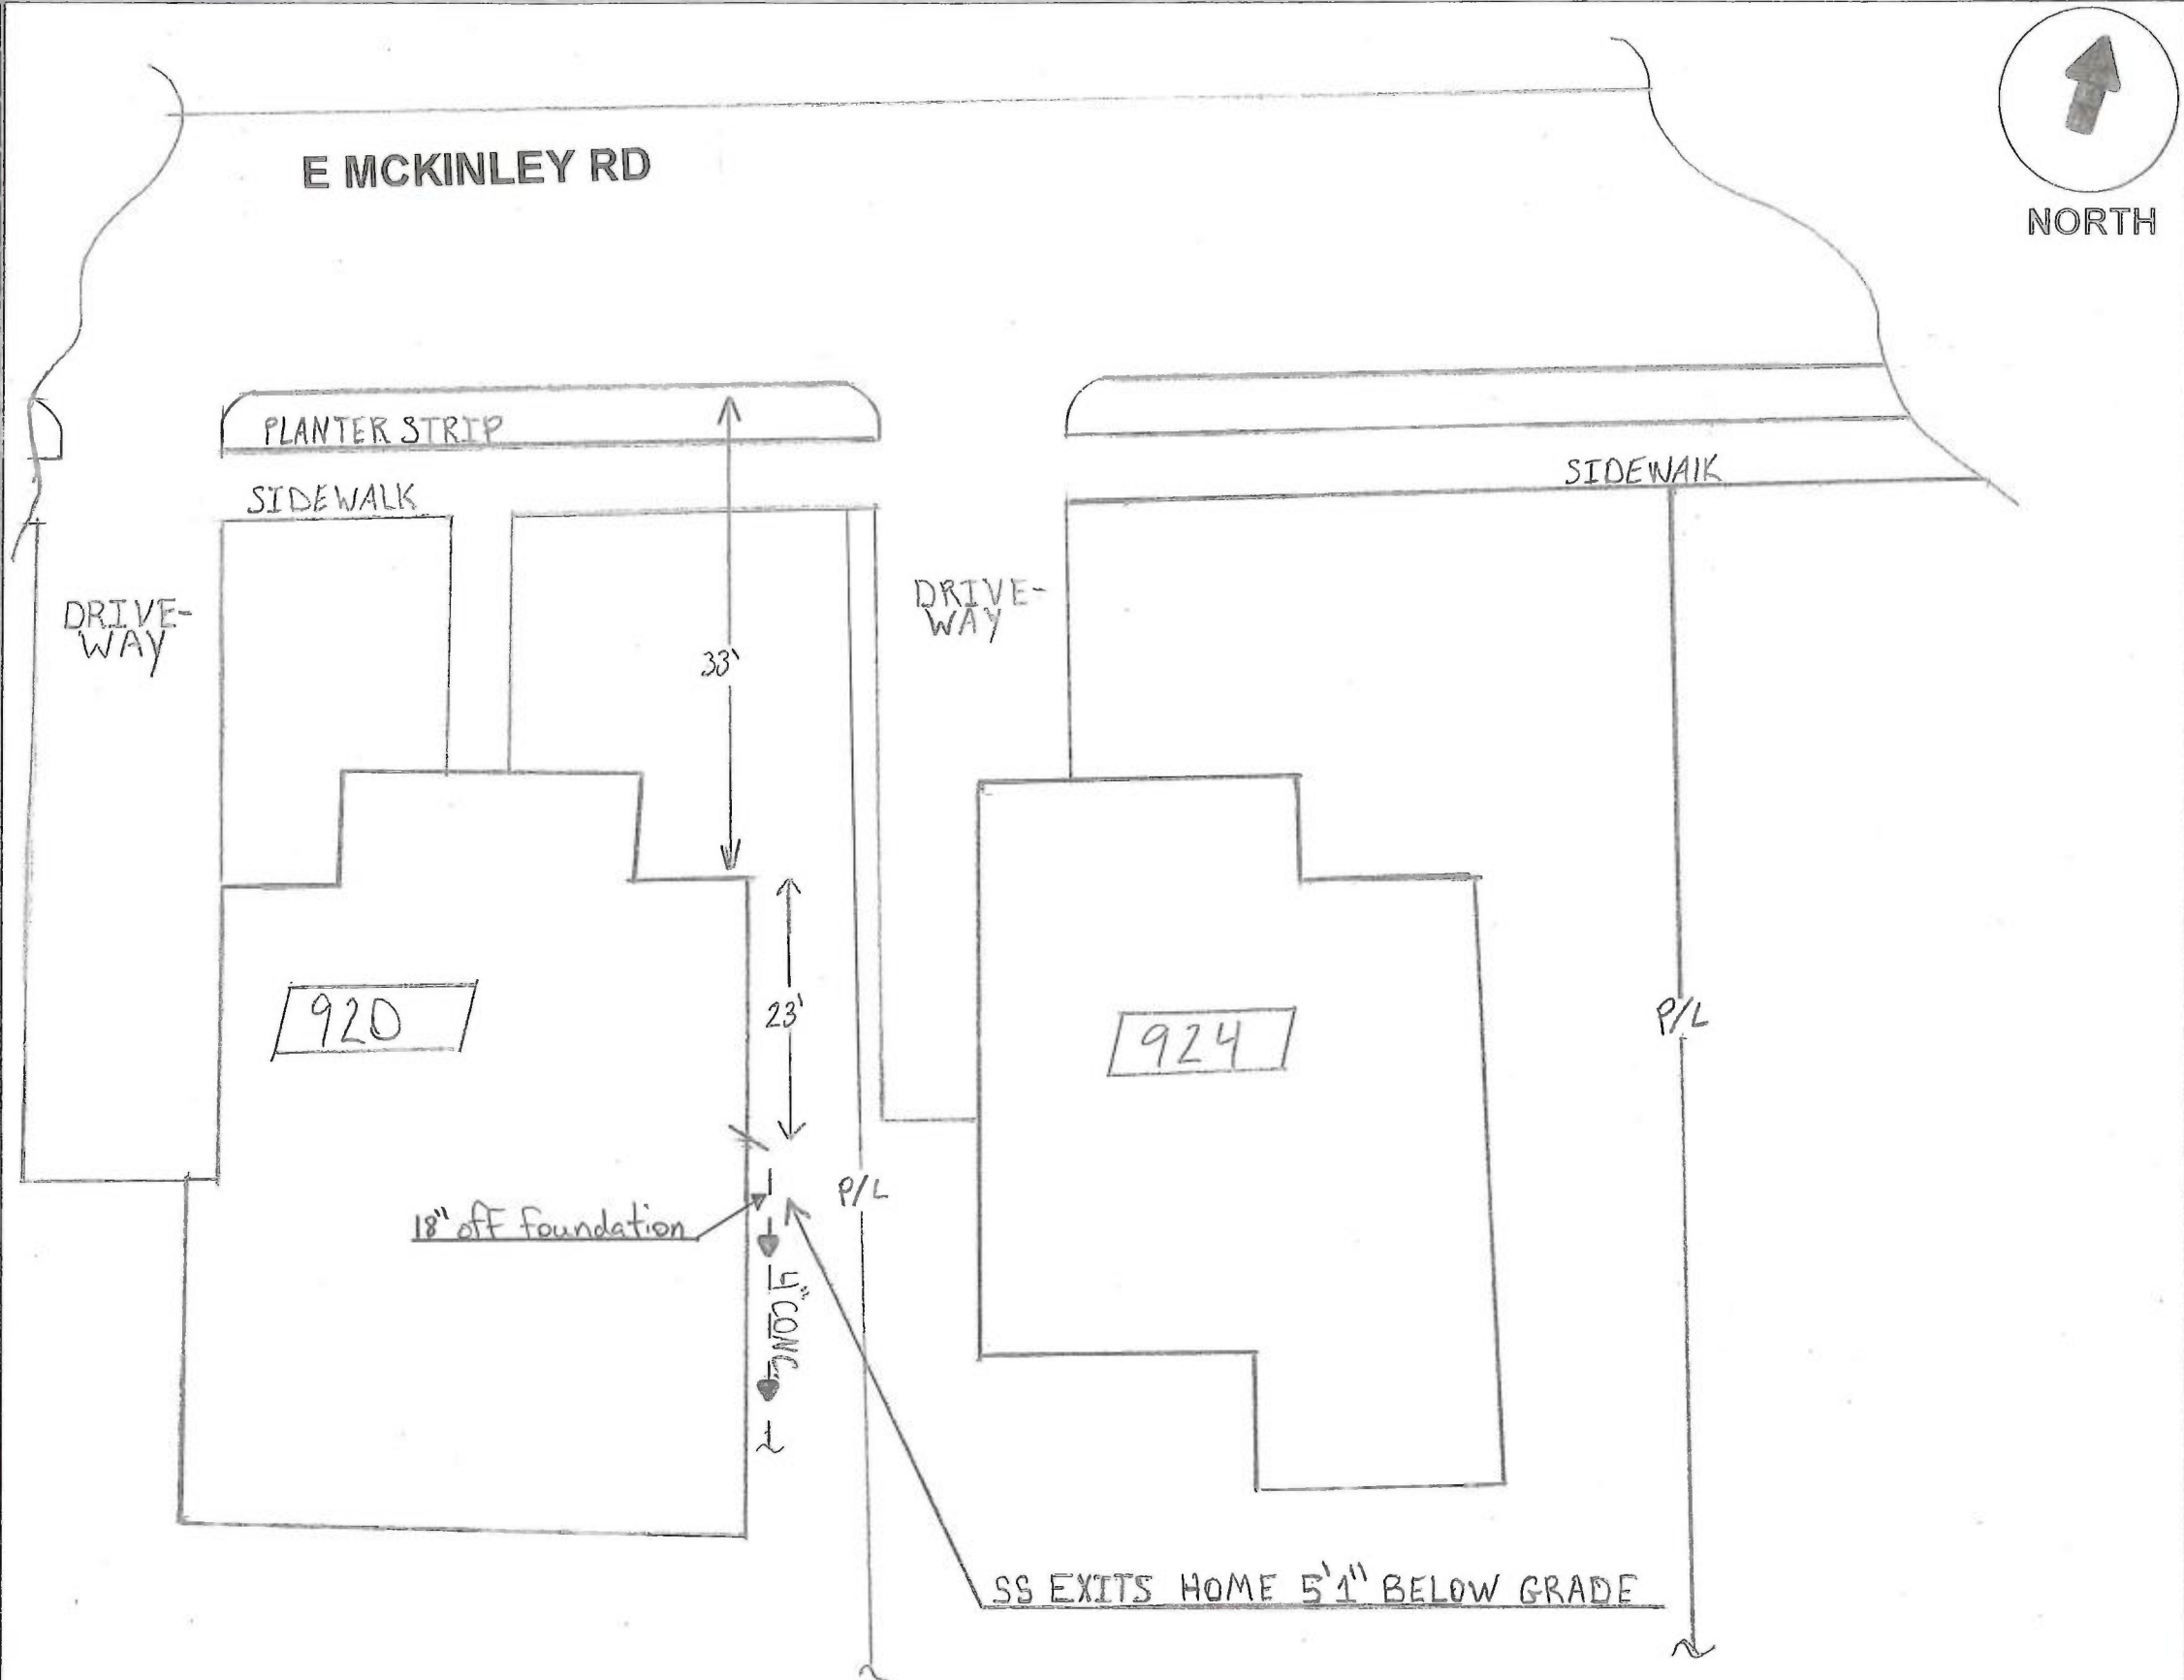 E MCKINLEY RD
NORTH
PLANTER STRIP
SIDEWALK
SIDEWALK
DRIVE-
WAY
DRIVE-
WAY
33'
920
23'
924
P/L
P/L
18" off foundation
4" CONC
SS EXITS HOME 5'1" BELOW GRADE